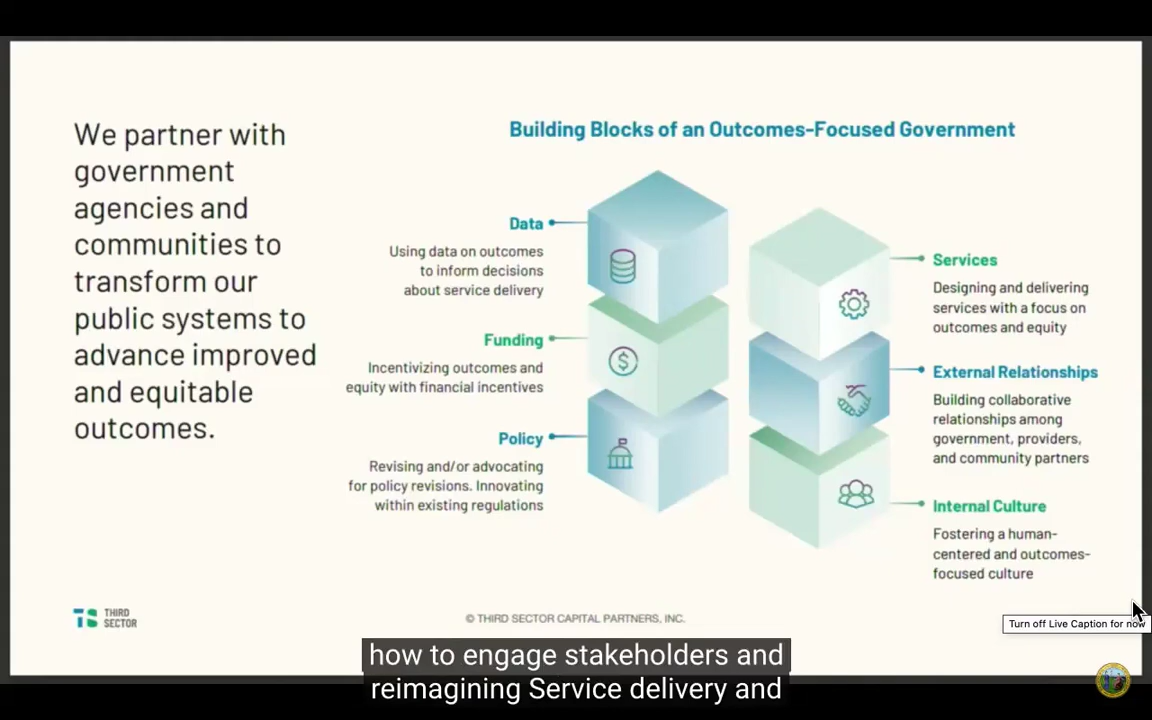 We partner with
government
agencies and
communities to
transform our
public systems to
advance improved
and equitable
outcomes.
Building Blocks of an Outcomes-Focused Government
Data
Using data on outcomes
to inform decisions
about service delivery
Funding
Incentivizing outcomes and
equity with financial incentives
Policy
Revising and/or advocating
for policy revisions. Innovating
within existing regulations
Services
Designing and delivering
services with a focus on
outcomes and equity
External Relationships
Building collaborative
relationships among
government, providers,
and community partners
Internal Culture
Fostering a human-
centered and outcomes-
focused culture
TS THIRD
SECTOR
© THIRD SECTOR CAPITAL PARTNERS, INC.
Turn off Live Caption for now
how to engage stakeholders and
reimagining Service delivery and